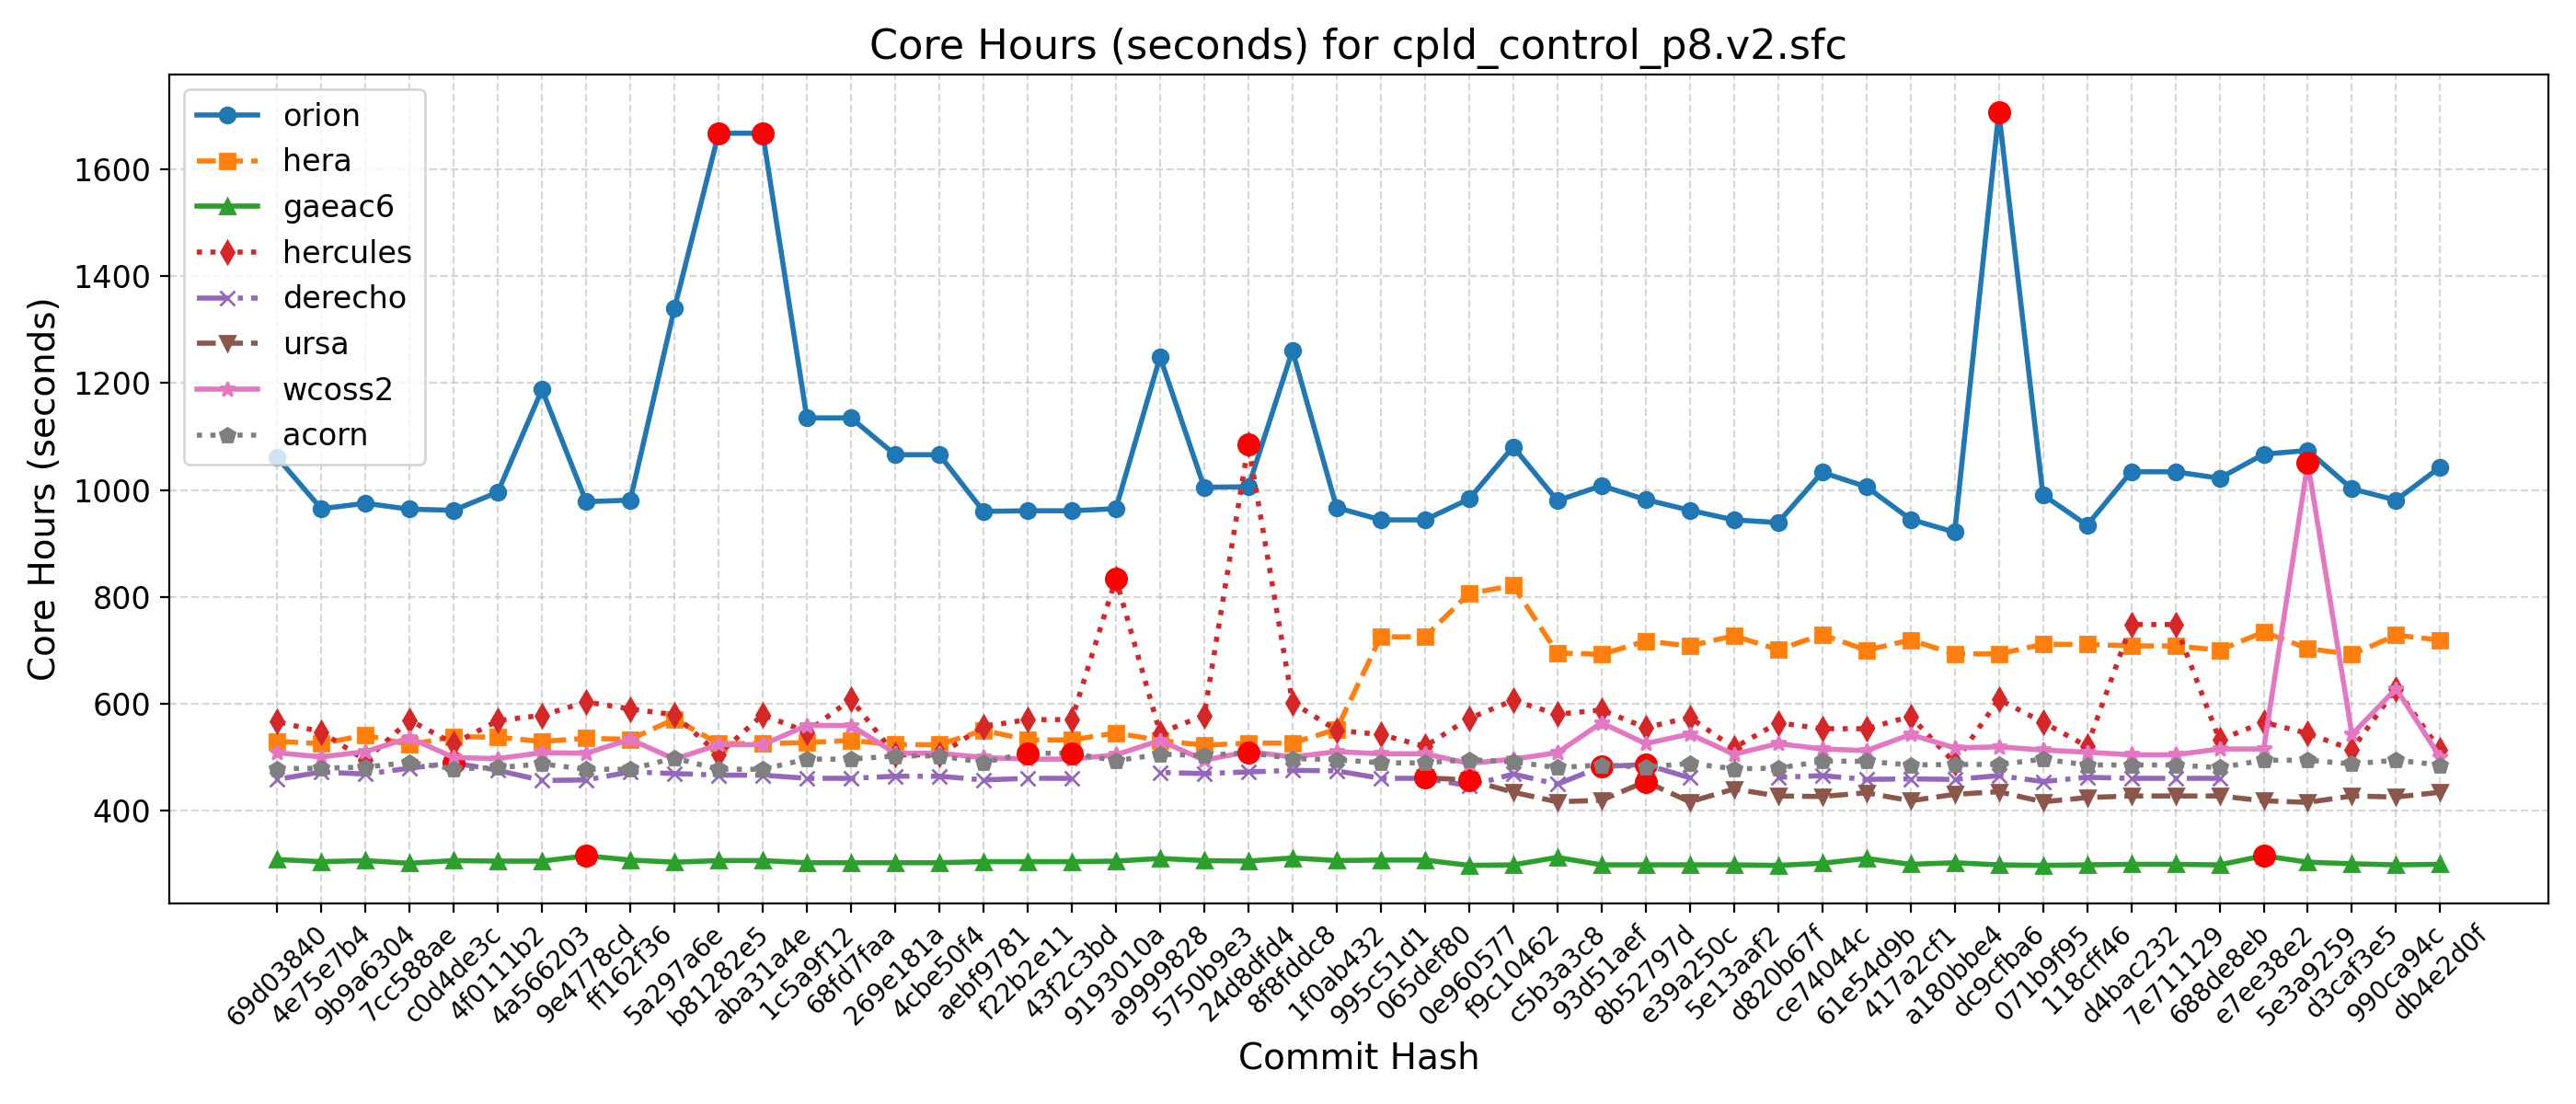 Core Hours (seconds) for cpld_control_p8.v2.sfc
orion
hera
gaeac6
hercules
derecho
ursa
wcoss2
acorn
Core Hours (seconds)
1600
1400
1200
1000
800
600
400
69d03840
4e75e7b4
9b9a6304
7cc588ae
c0d4de3c
4f0111b2
4a566203
9e4778cd
ff162f36
5a297a6e
b81282e5
aba31a4e
1c5a9f12
68fd7faa
269e181a
4cbe50f4
aebf9781
f22b2e11
43f2c3bd
9193010a
a9999828
5750b9e3
24d8dfd4
8f8fddc8
1f0ab432
995c51d1
065def80
0e960577
f9c10462
c5b3a3c8
93d51aef
8b52797d
e39a250c
5e13aaf2
d820b67f
ce74044c
61e54d9b
417a2cf1
a180bbe4
dc9cfba6
071b9f95
118cff46
d4bac232
7e711129
688de8eb
e7ee38e2
5e3a9259
d3caf3e5
990ca94c
db4e2d0f
Commit Hash